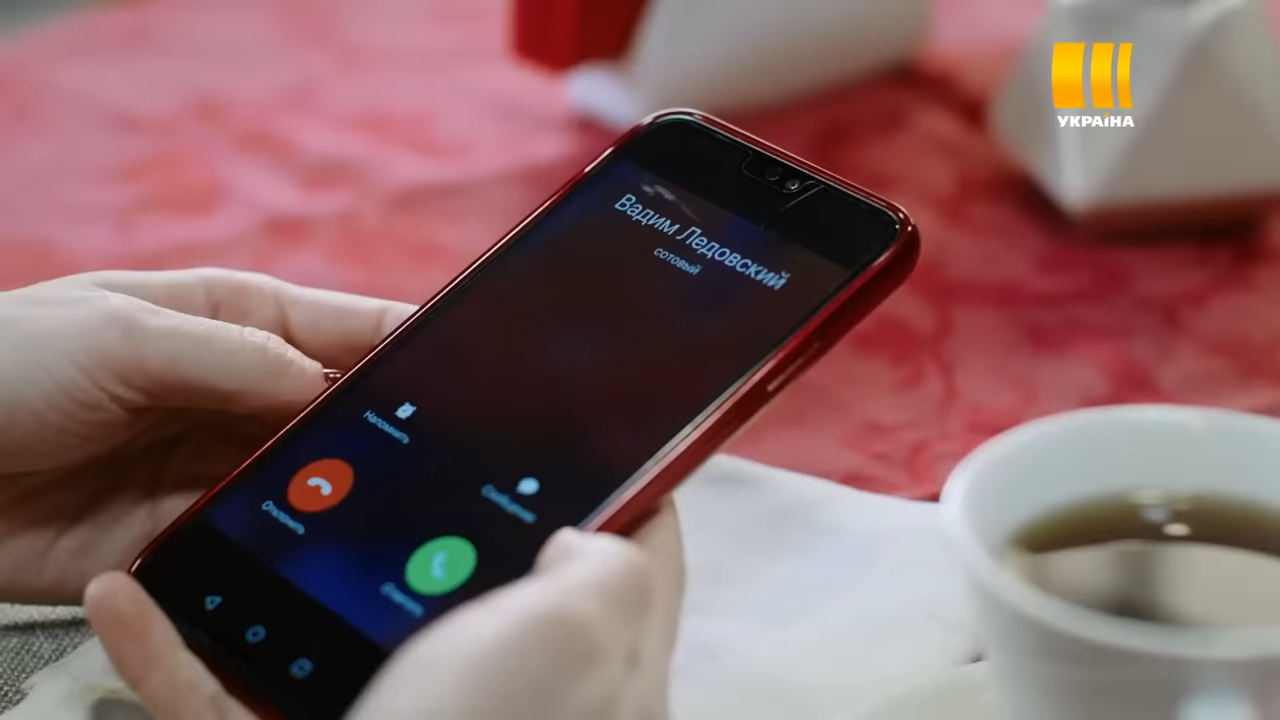 УКРАЇНА
Вадим Ледовский
сотовый
Напомнить
Сообщение
Отклонить
Ответить